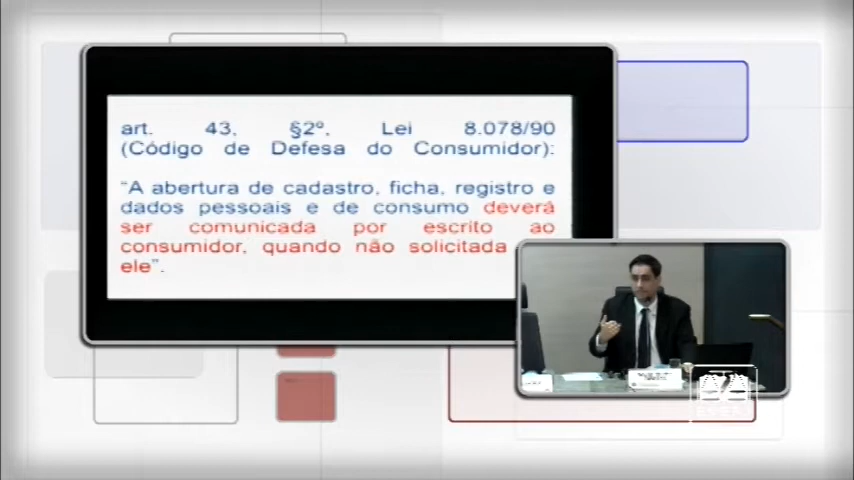 art. 43, §2º, Lei 8.078/90
(Código de Defesa do Consumidor):
“A abertura de cadastro, ficha, registro e
dados pessoais e de consumo deverá
ser comunicada por escrito ao
consumidor, quando não solicitada
ele”.